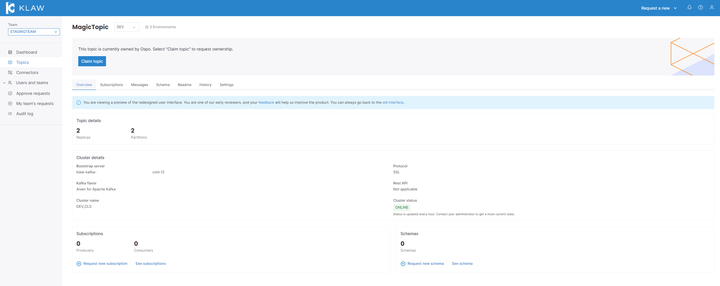 KLAW
Request a new
Team
STAGINGTEAM
Dashboard
Topics
Connectors
Users and teams
Approve requests
My team's requests
Audit log
MagicTopic
DEV
2 Environments
This topic is currently owned by Ospo. Select "Claim topic" to request ownership.
Claim topic
Overview Subscriptions Messages Schema Readme History Settings
You are viewing a preview of the redesigned user interface. You are one of our early reviewers, and your feedback will help us improve the product. You can always go back to the old interface.
Topic details
2 2
Replicas Partitions
Cluster details
Bootstrap server Protocol
klaw-kafka .com:12 SSL
Kafka flavor Rest API
Aiven for Apache Kafka Not applicable
Cluster name Cluster status
DEV_CLS ONLINE
Status is updated every hour. Contact your administrator to get a more current state.
Subscriptions Schemas
0 0 0
Producers Consumers Schemas
Request new subscription See subscriptions Request new schema See schema